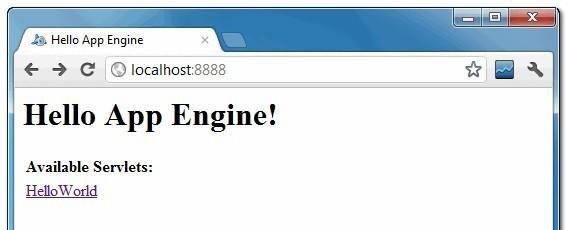 Hello App Engine
localhost:8888
Hello App Engine!
Available Servlets:
HelloWorld